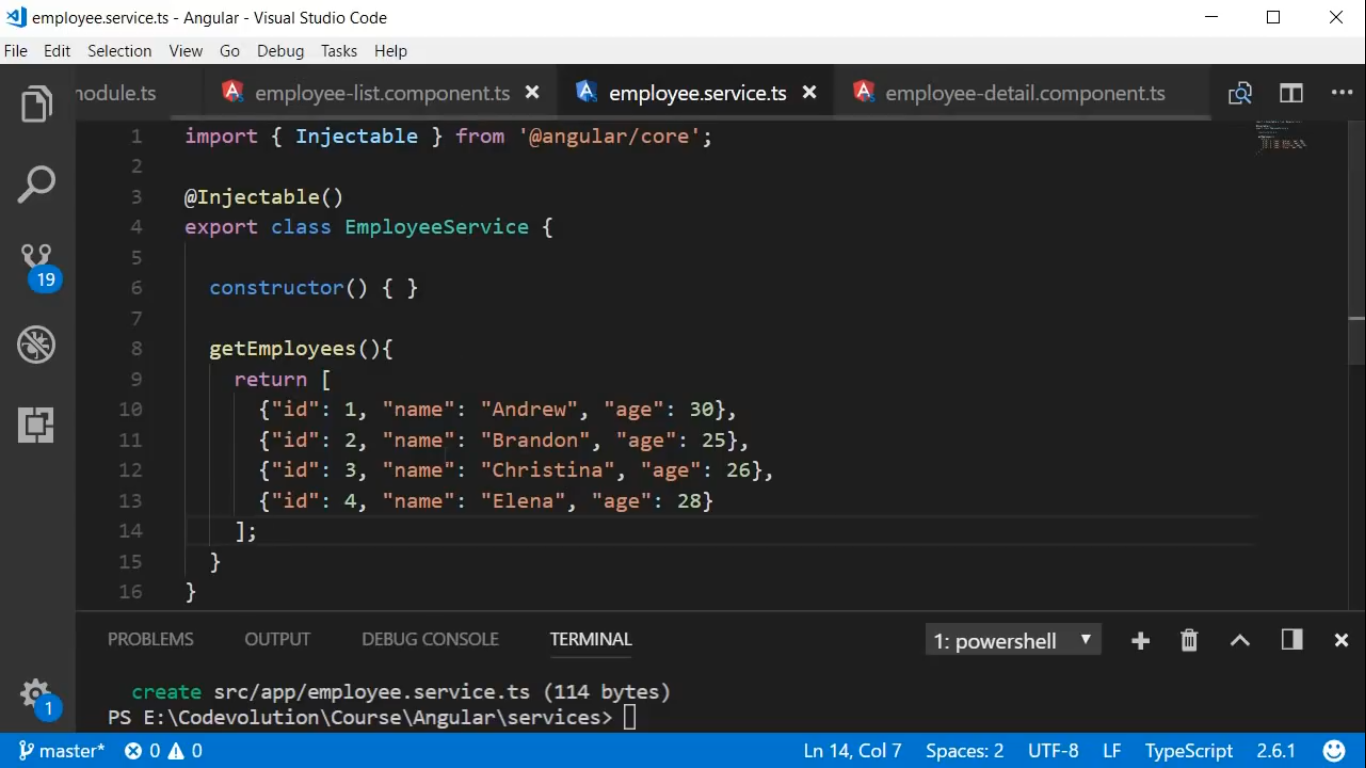 employee.service.ts - Angular - Visual Studio Code
File Edit Selection View Go Debug Tasks Help
module.ts employee-list.component.ts employee.service.ts employee-detail.component.ts
1 import { Injectable } from '@angular/core';
2
3 @Injectable()
4 export class EmployeeService {
5
6 constructor() { }
7
8 getEmployees(){
9 return [
10 {"id": 1, "name": "Andrew", "age": 30},
11 {"id": 2, "name": "Brandon", "age": 25},
12 {"id": 3, "name": "Christina", "age": 26},
13 {"id": 4, "name": "Elena", "age": 28}
14 ];
15 }
16 }
19
PROBLEMS OUTPUT DEBUG CONSOLE TERMINAL 1: powershell
create src/app/employee.service.ts (114 bytes)
PS E:\Codevolution\Course\Angular\services>
1
master* 0 0 Ln 14, Col 7 Spaces: 2 UTF-8 LF TypeScript 2.6.1